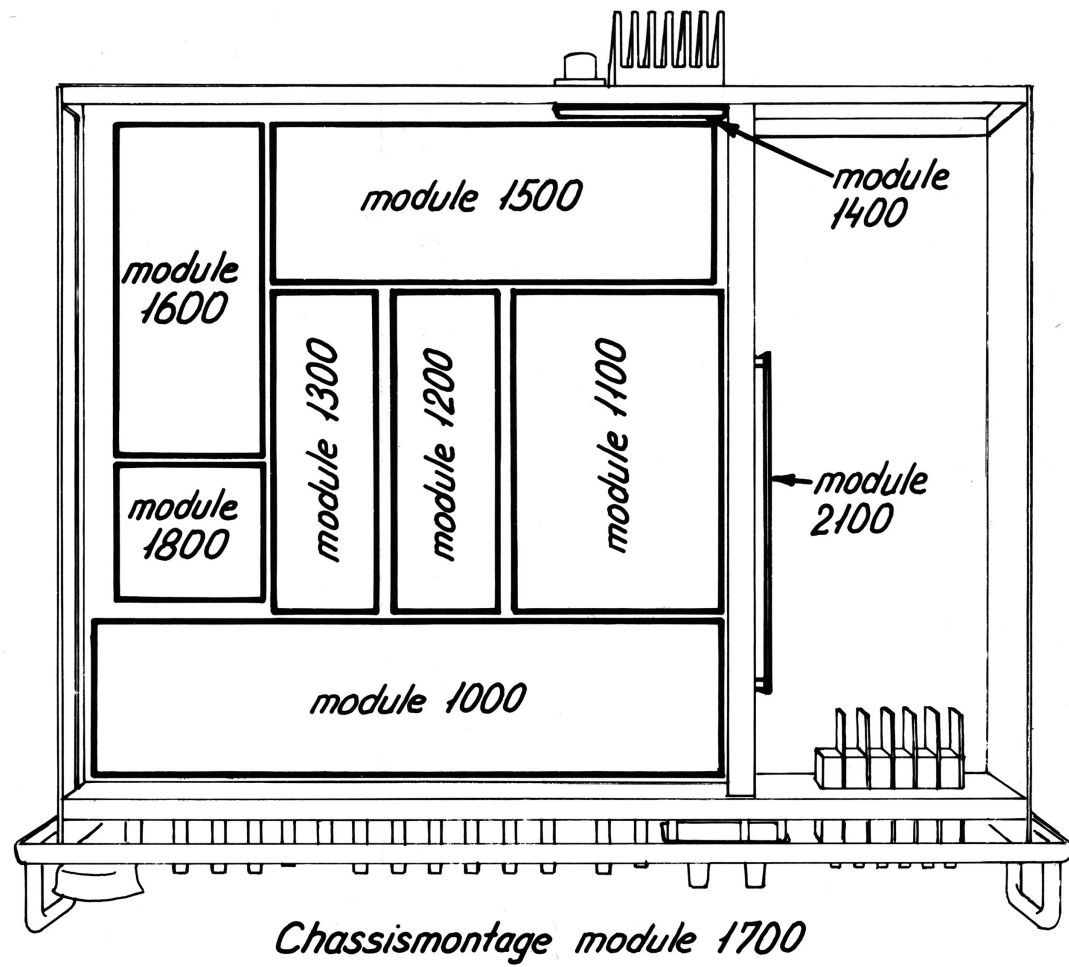 module 1500
module
1400
module
1600
module 1300
module 1200
module 1100
module
2100
module
1800
module 1000
Chassismontage module 1700